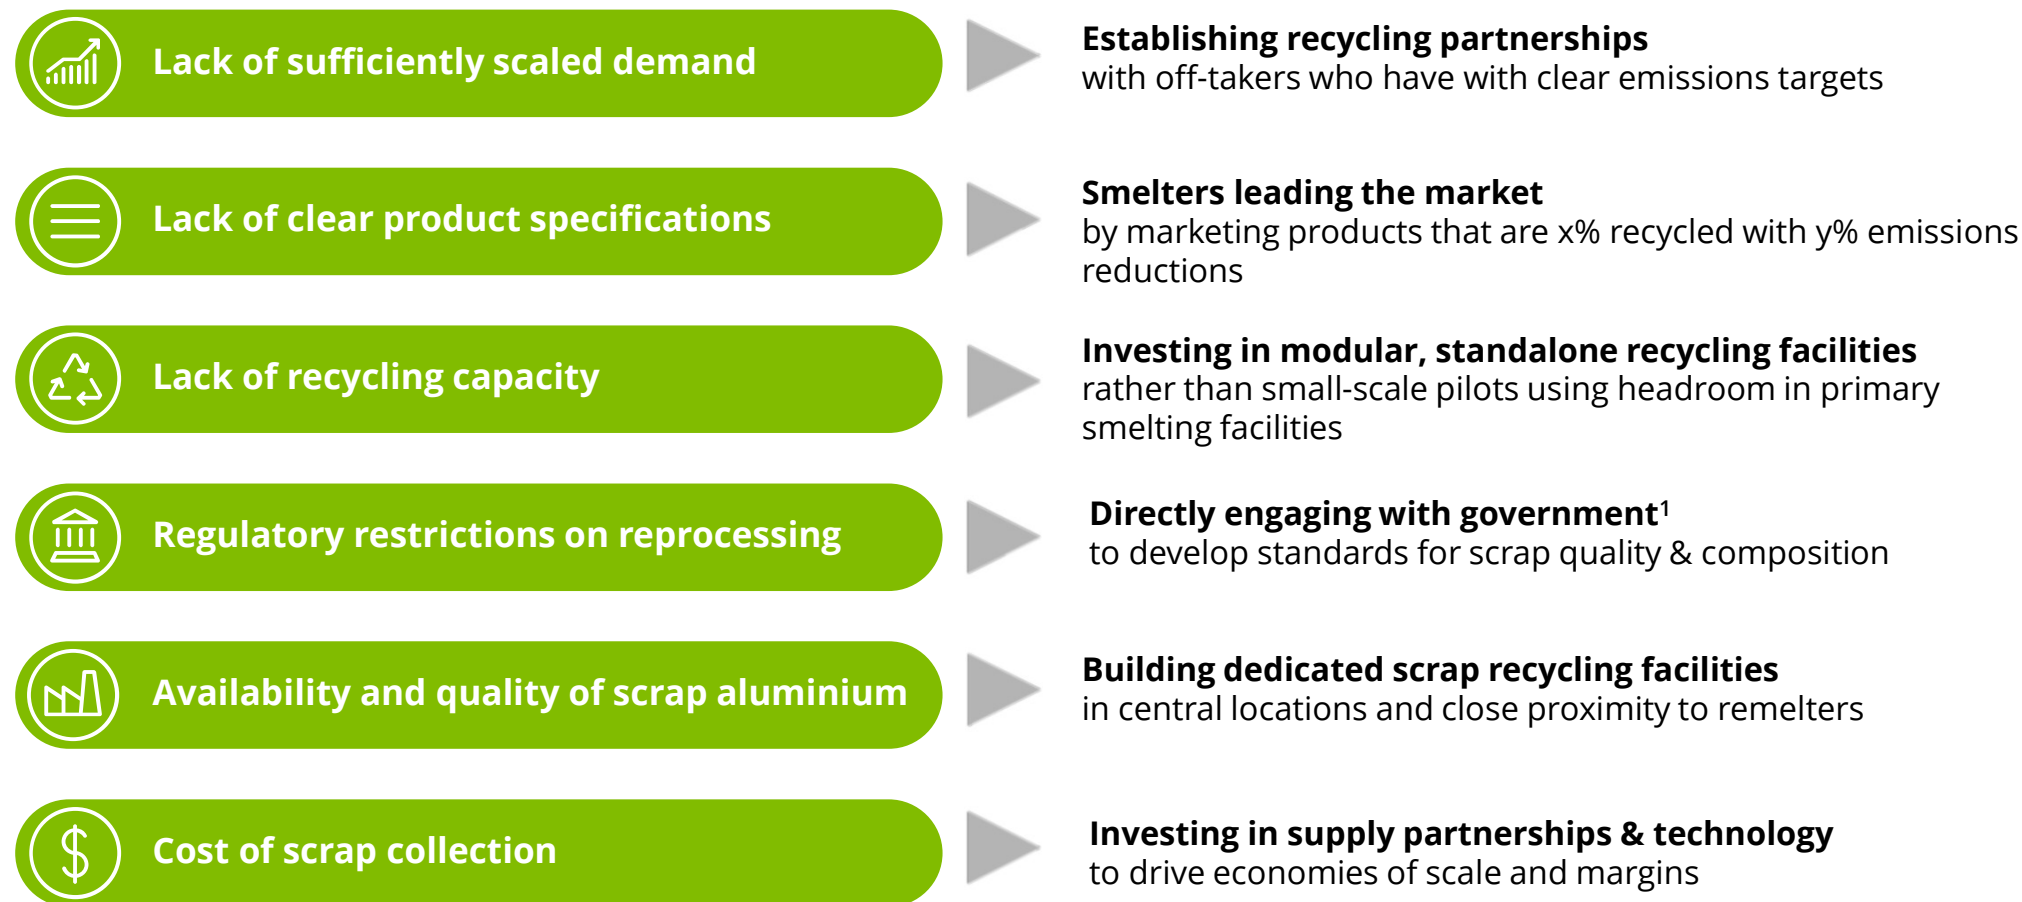 Lack of sufficiently scaled demand
Establishing recycling partnerships
with off-takers who have with clear emissions targets
Lack of clear product specifications
Smelters leading the market
by marketing products that are x% recycled with y% emissions
reductions
Lack of recycling capacity
Investing in modular, standalone recycling facilities
rather than small-scale pilots using headroom in primary
smelting facilities
Regulatory restrictions on reprocessing
Directly engaging with government¹
to develop standards for scrap quality & composition
Availability and quality of scrap aluminium
Building dedicated scrap recycling facilities
in central locations and close proximity to remelters
$
Cost of scrap collection
Investing in supply partnerships & technology
to drive economies of scale and margins